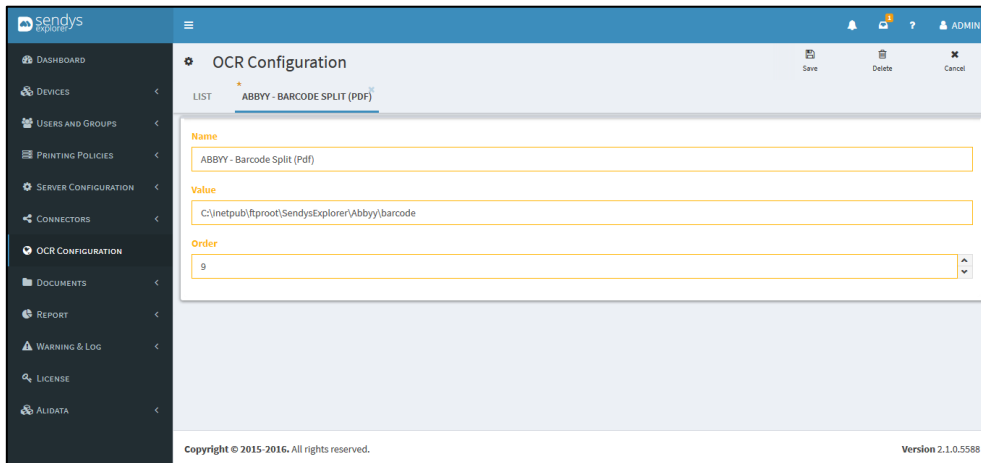 sendys
explorer
ADMIN
DASHBOARD
DEVICES
USERS AND GROUPS
PRINTING POLICIES
SERVER CONFIGURATION
CONNECTORS
OCR CONFIGURATION
DOCUMENTS
REPORT
WARNING & LOG
LICENSE
ALIDATA
OCR Configuration
Save
Delete
Cancel
LIST
* ABBYY - BARCODE SPLIT (PDF)
Name
ABBYY - Barcode Split (Pdf)
Value
C:\inetpub\ftproot\SendysExplorer\Abbyy\barcode
Order
9
Copyright © 2015-2016. All rights reserved.
Version 2.1.0.5588